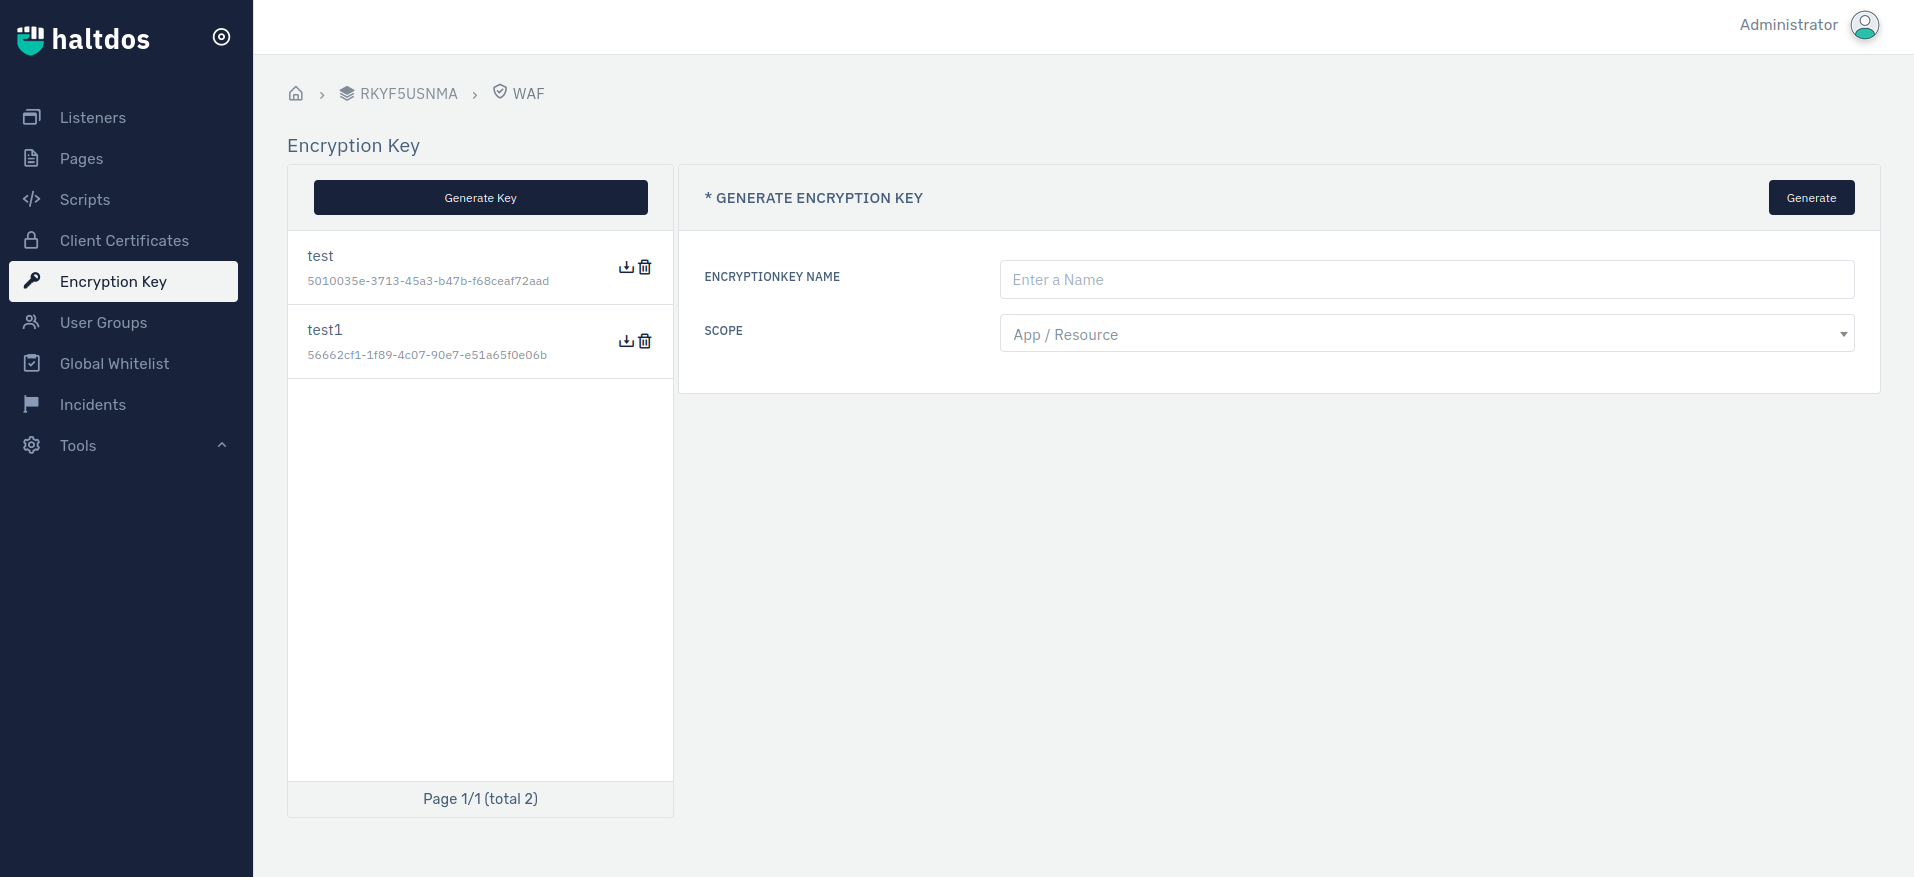 haltdos
Administrator
Listeners
Pages
Scripts
Client Certificates
Encryption Key
User Groups
Global Whitelist
Incidents
Tools
RKYF5USNMA
WAF
Encryption Key
Generate Key
test
5010035e-3713-45a3-b47b-f68ceaf72aad
test1
56662cf1-1f89-4c07-90e7-e51a65f0e06b
Page 1/1 (total 2)
* GENERATE ENCRYPTION KEY
Generate
ENCRYPTIONKEY NAME
Enter a Name
SCOPE
App / Resource